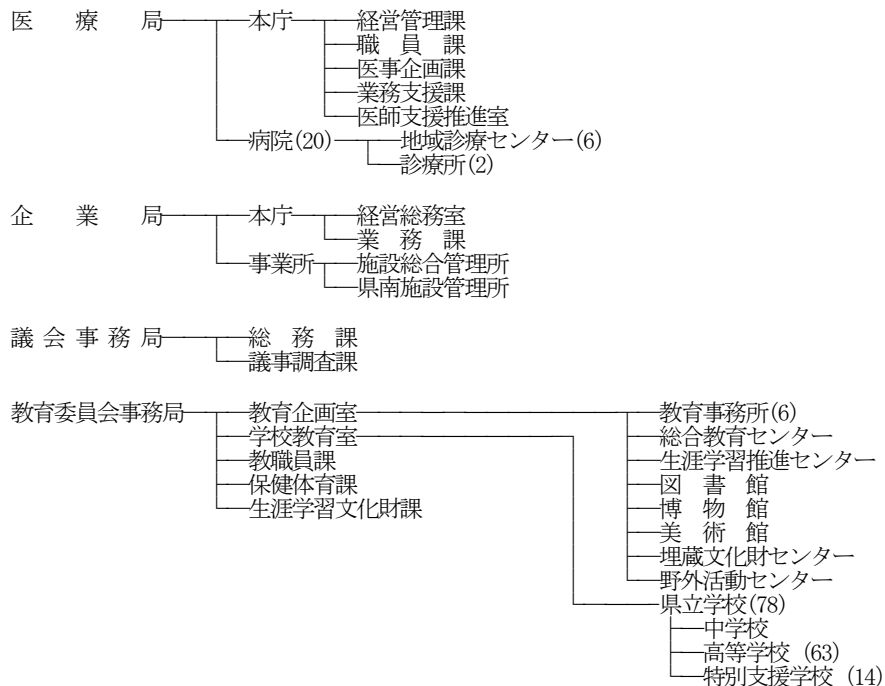 医療局 本庁 経営管理課
職員課
医事企画課
業務支援課
医師支援推進室
病院(20) 地域診療センター(6)
診療所(2)
企業局 本庁 経営総務室
業務課
事業所 施設総合管理所
県南施設管理所
議会事務局 総務課
議事調査課
教育委員会事務局 教育企画室 教育事務所(6)
学校教育室 総合教育センター
教職員課 生涯学習推進センター
保健体育課 図書館
生涯学習文化財課 博物館
美術館
埋蔵文化財センター
野外活動センター
県立学校(78)
中学校
高等学校 (63)
特別支援学校 (14)